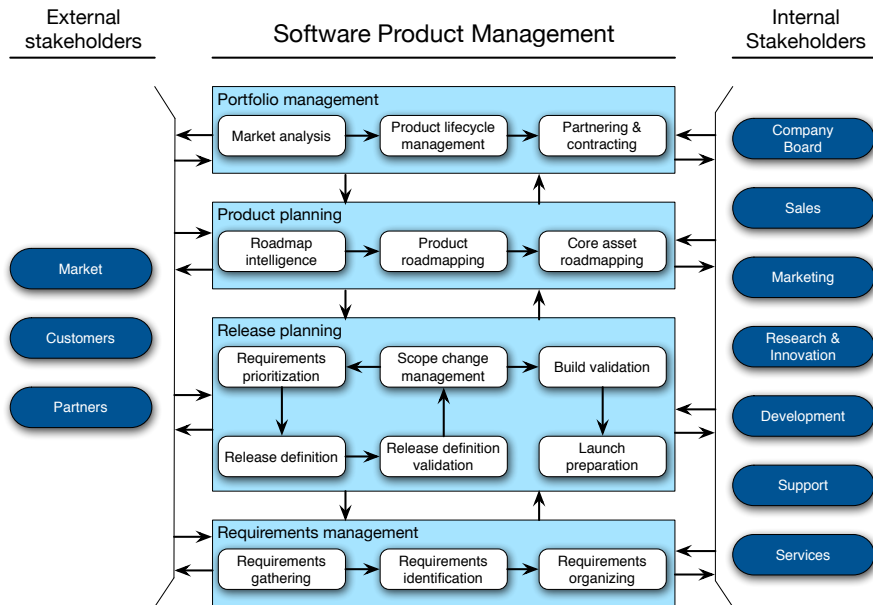 External
stakeholders
Software Product Management
Internal
Stakeholders
Portfolio management
Market analysis
Product lifecycle
management
Partnering &
contracting
Product planning
Roadmap
intelligence
Product
roadmapping
Core asset
roadmapping
Release planning
Requirements
prioritization
Scope change
management
Build validation
Release definition
Release definition
validation
Launch
preparation
Requirements management
Requirements
gathering
Requirements
identification
Requirements
organizing
Market
Customers
Partners
Company
Board
Sales
Marketing
Research &
Innovation
Development
Support
Services